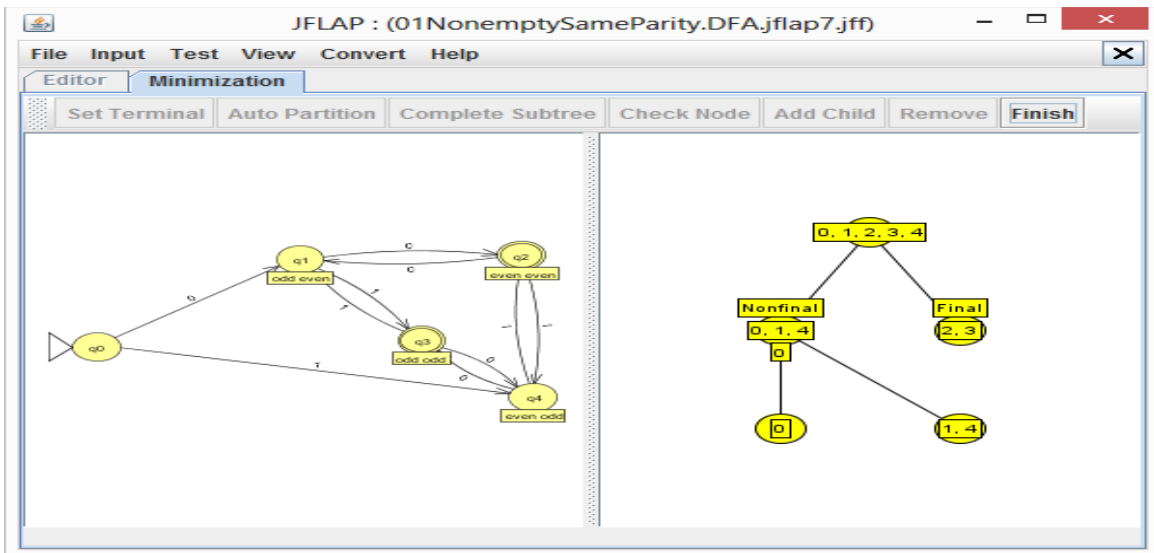 JFLAP : (01NonemptySameParity.DFA.jflap7.jff)
File Input Test View Convert Help
Editor Minimization
Set Terminal Auto Partition Complete Subtree Check Node Add Child Remove Finish
0, 1, 2, 3, 4
q1
odd even
q2
even even
Nonfinal
Final
0, 1, 4
2, 3
0
q0
q3
odd odd
q4
even odd
0
1, 4